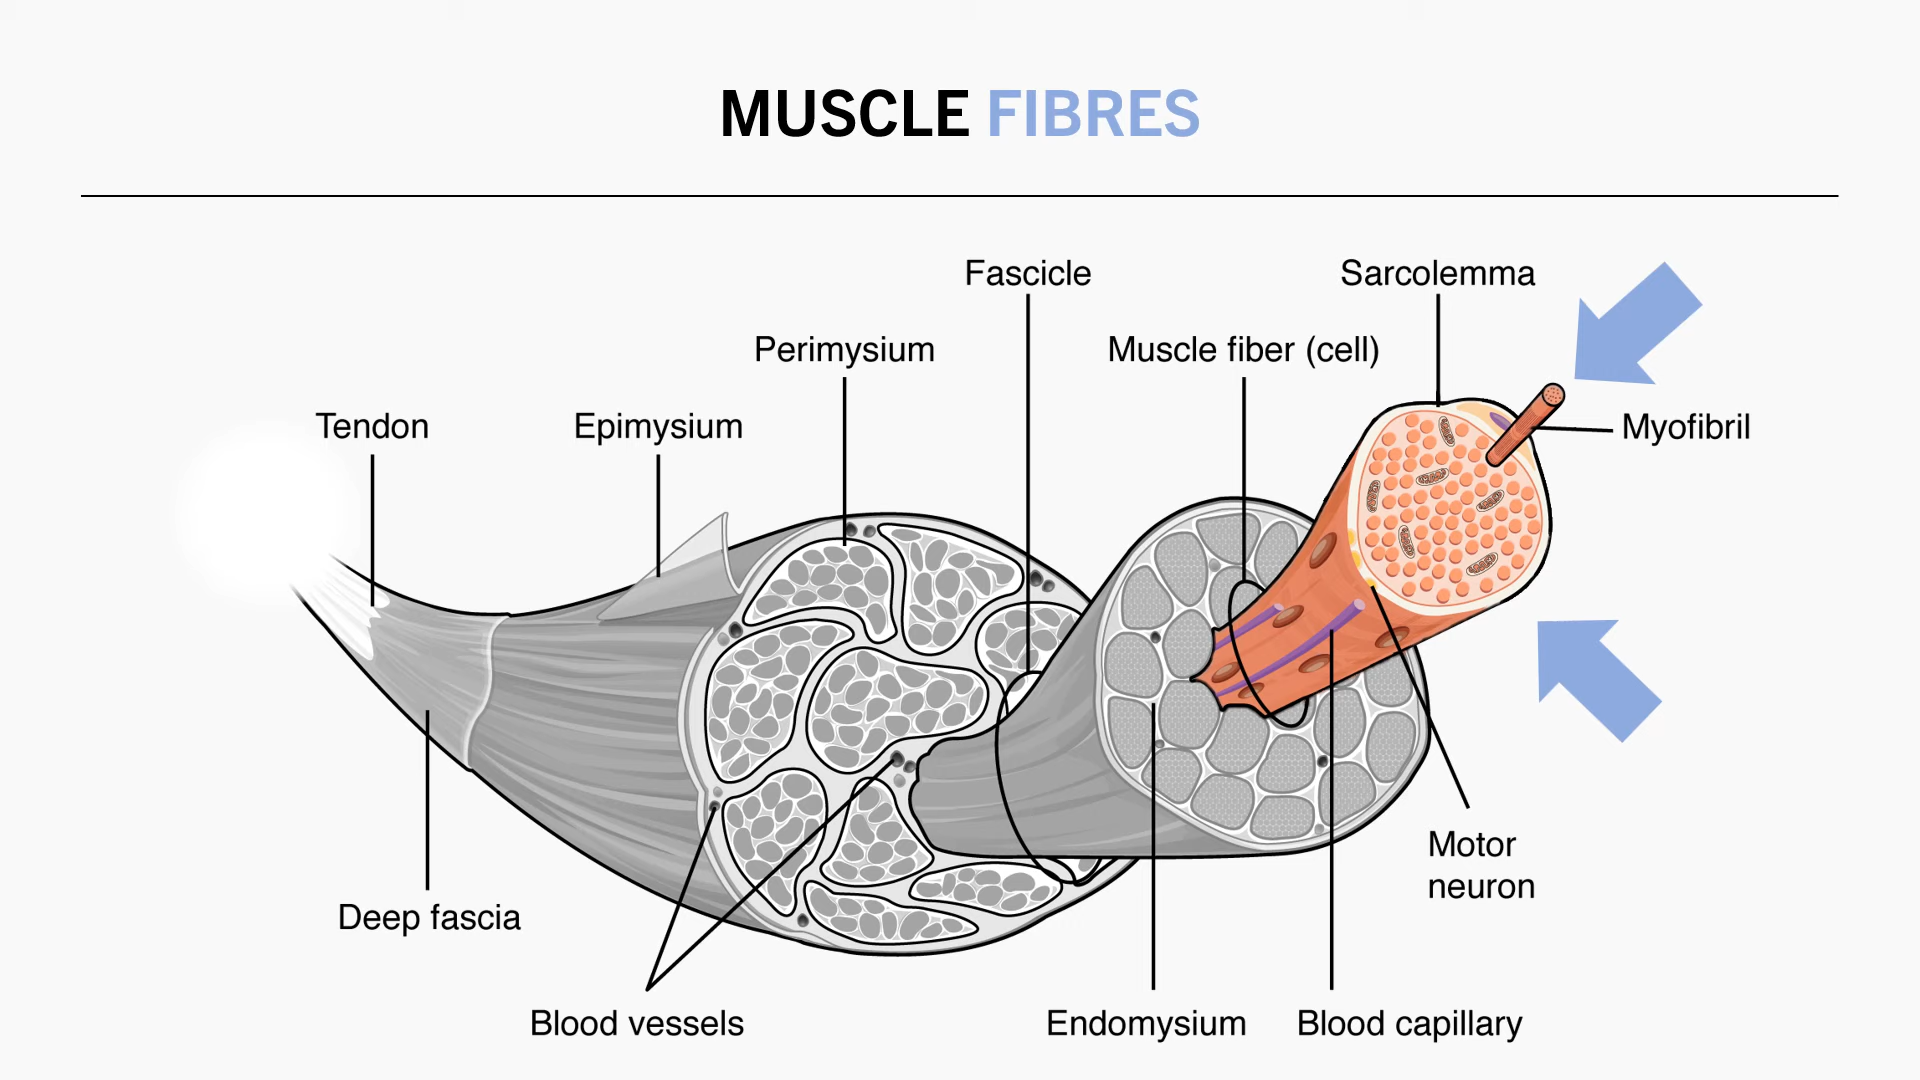 MUSCLE FIBRES
Fascicle
Sarcolemma
Perimysium
Muscle fiber (cell)
Tendon
Epimysium
Myofibril
Motor
neuron
Deep fascia
Blood vessels
Endomysium
Blood capillary